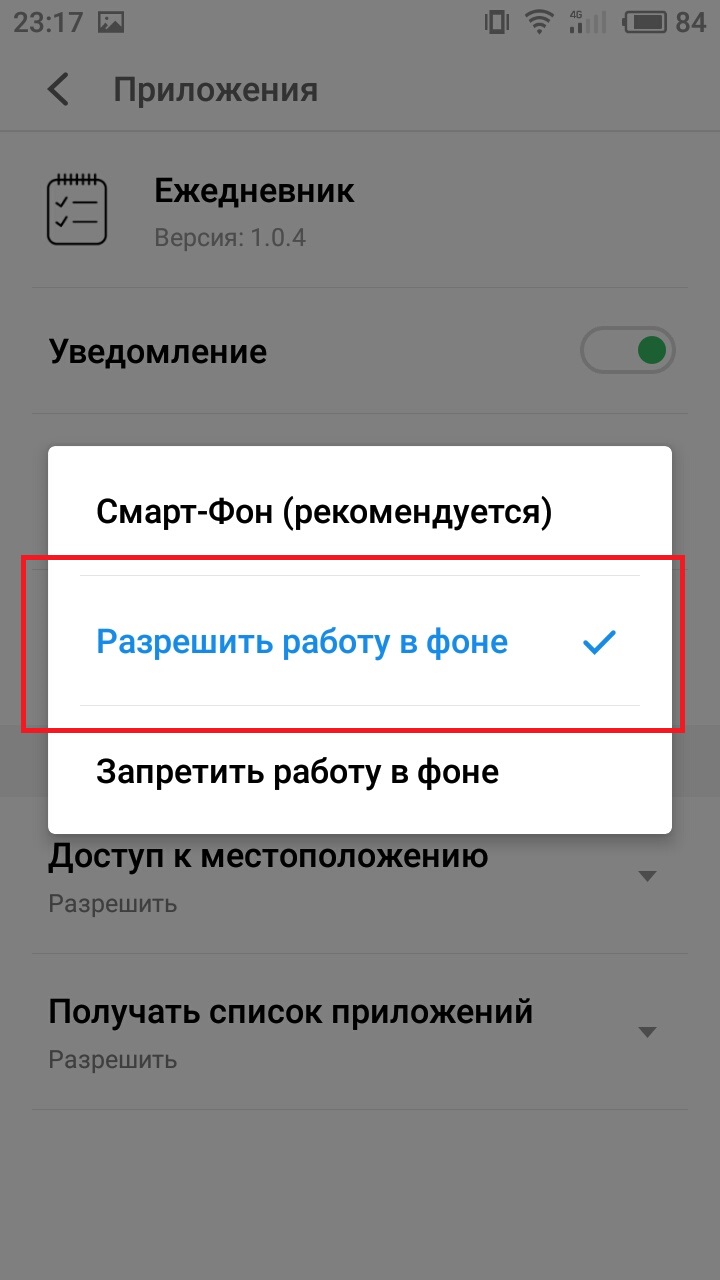 23:17 4G 84
Приложения
Ежедневник
Версия: 1.0.4
Уведомление
Смарт-Фон (рекомендуется)
Разрешить работу в фоне
Запретить работу в фоне
Доступ к местоположению
Разрешить
Получать список приложений
Разрешить